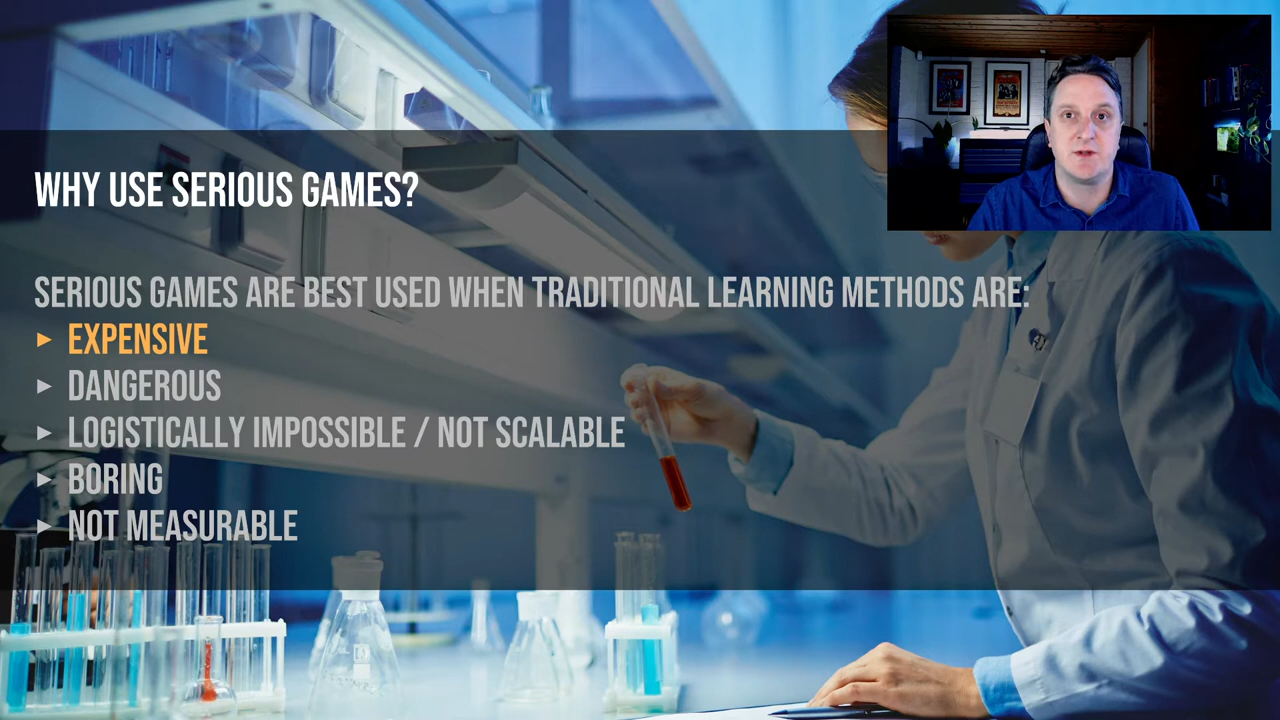 WHY USE SERIOUS GAMES?
SERIOUS GAMES ARE BEST USED WHEN TRADITIONAL LEARNING METHODS ARE:
▸ EXPENSIVE
▸ DANGEROUS
▸ LOGISTICALLY IMPOSSIBLE / NOT SCALABLE
▸ BORING
▸ NOT MEASURABLE